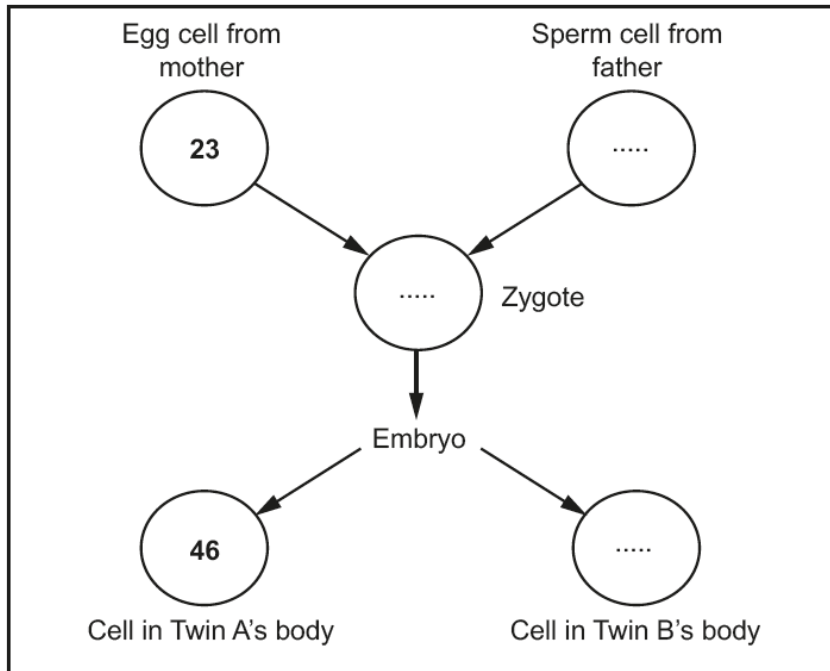 Egg cell from
mother
Sperm cell from
father
23
.....
.....
Zygote
Embryo
46
.....
Cell in Twin A's body
Cell in Twin B's body